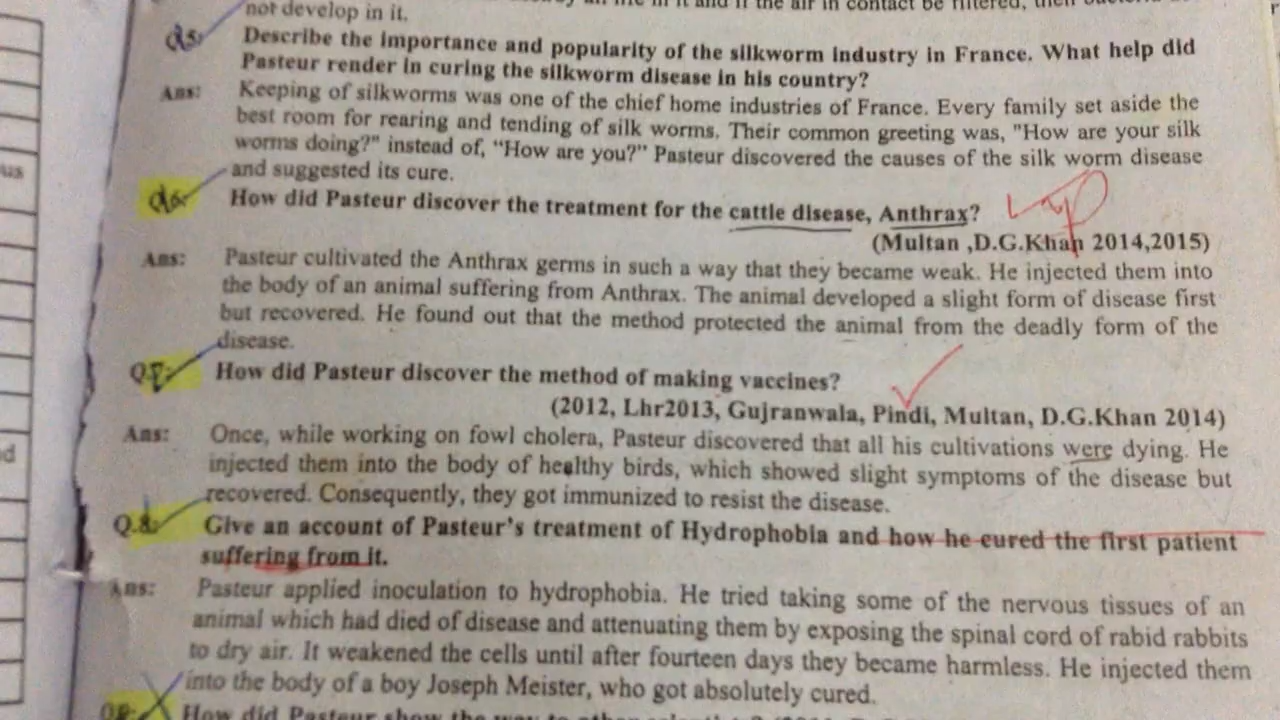 not develop in it.
Q5: Describe the importance and popularity of the silkworm industry in France. What help did
Pasteur render in curing the silkworm disease in his country?
Ans: Keeping of silkworms was one of the chief home industries of France. Every family set aside the
best room for rearing and tending of silk worms. Their common greeting was, "How are your silk
worms doing?" instead of, “How are you?” Pasteur discovered the causes of the silk worm disease
and suggested its cure.
Q6: How did Pasteur discover the treatment for the cattle disease, Anthrax?
(Multan ,D.G.Khan 2014,2015)
Ans: Pasteur cultivated the Anthrax germs in such a way that they became weak. He injected them into
the body of an animal suffering from Anthrax. The animal developed a slight form of disease first
but recovered. He found out that the method protected the animal from the deadly form of the
disease.
Q.7: How did Pasteur discover the method of making vaccines?
(2012, Lhr2013, Gujranwala, Pindi, Multan, D.G.Khan 2014)
Ans: Once, while working on fowl cholera, Pasteur discovered that all his cultivations were dying. He
injected them into the body of healthy birds, which showed slight symptoms of the disease but
recovered. Consequently, they got immunized to resist the disease.
Q.8: Give an account of Pasteur's treatment of Hydrophobia and how he cured the first patient
suffering from it.
Ans: Pasteur applied inoculation to hydrophobia. He tried taking some of the nervous tissues of an
animal which had died of disease and attenuating them by exposing the spinal cord of rabid rabbits
to dry air. It weakened the cells until after fourteen days they became harmless. He injected them
into the body of a boy Joseph Meister, who got absolutely cured.
How did Pasteur show the way to other